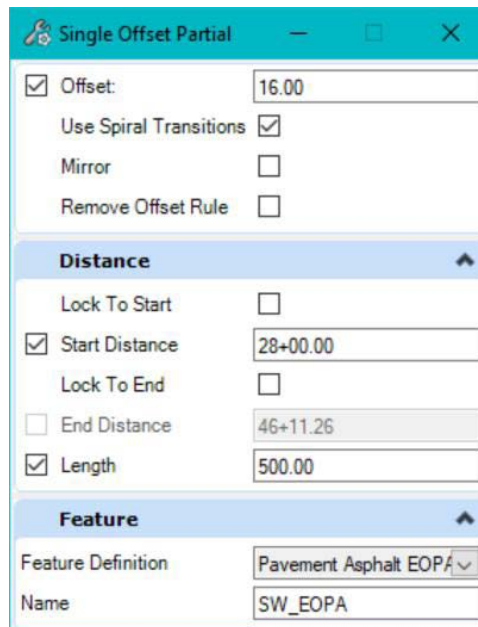 Single Offset Partial
Offset: 16.00
Use Spiral Transitions
Mirror
Remove Offset Rule
Distance
Lock To Start
Start Distance 28+00.00
Lock To End
End Distance 46+11.26
Length 500.00
Feature
Feature Definition Pavement Asphalt EOPA
Name SW_EOPA